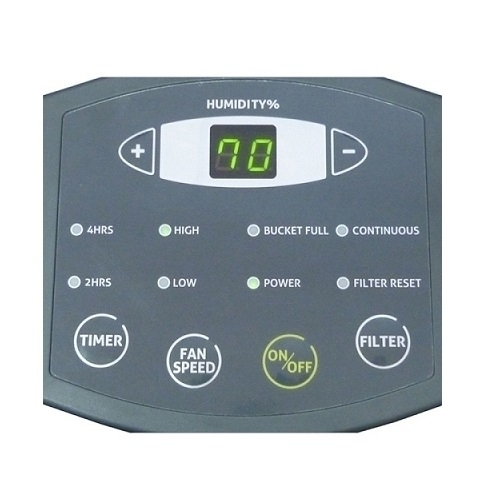 HUMIDITY%
+ 70 -
4HRS HIGH BUCKET FULL CONTINUOUS
2HRS LOW POWER FILTER RESET
TIMER
FAN
SPEED
ON/OFF
FILTER